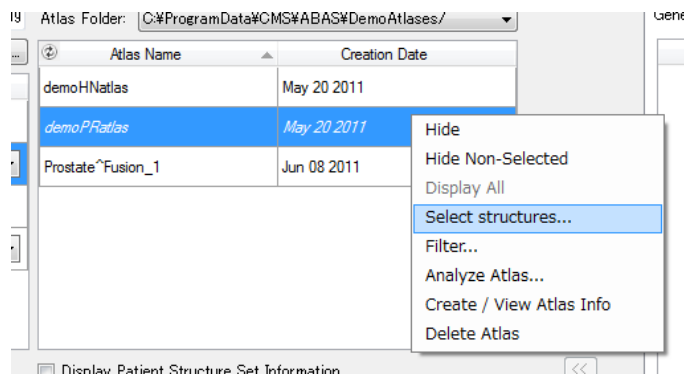 Atlas Folder: C:¥ProgramData¥CMS¥ABAS¥DemoAtlases/
Atlas Name Creation Date
demoHNatlas May 20 2011
demoPRatlas May 20 2011
Prostate^Fusion_1 Jun 08 2011
Hide
Hide Non-Selected
Display All
Select structures...
Filter...
Analyze Atlas...
Create / View Atlas Info
Delete Atlas
Display Patient Structure Set Information